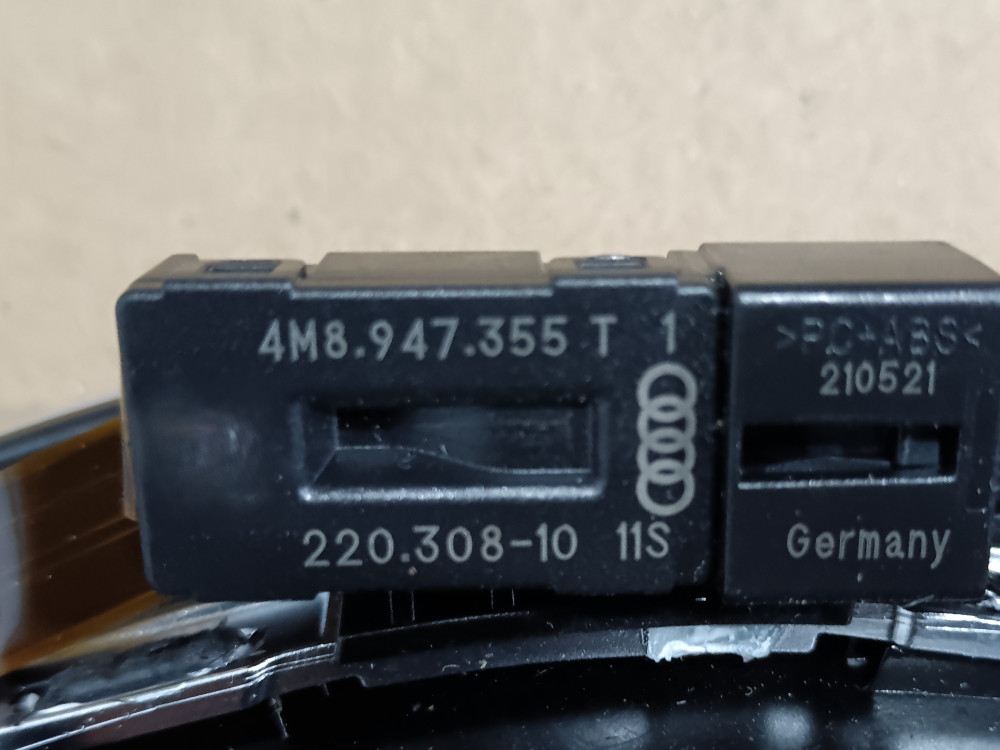 4M8.947.355 T 1
220.308-10 11S
>PC+ABS<
210521
Germany